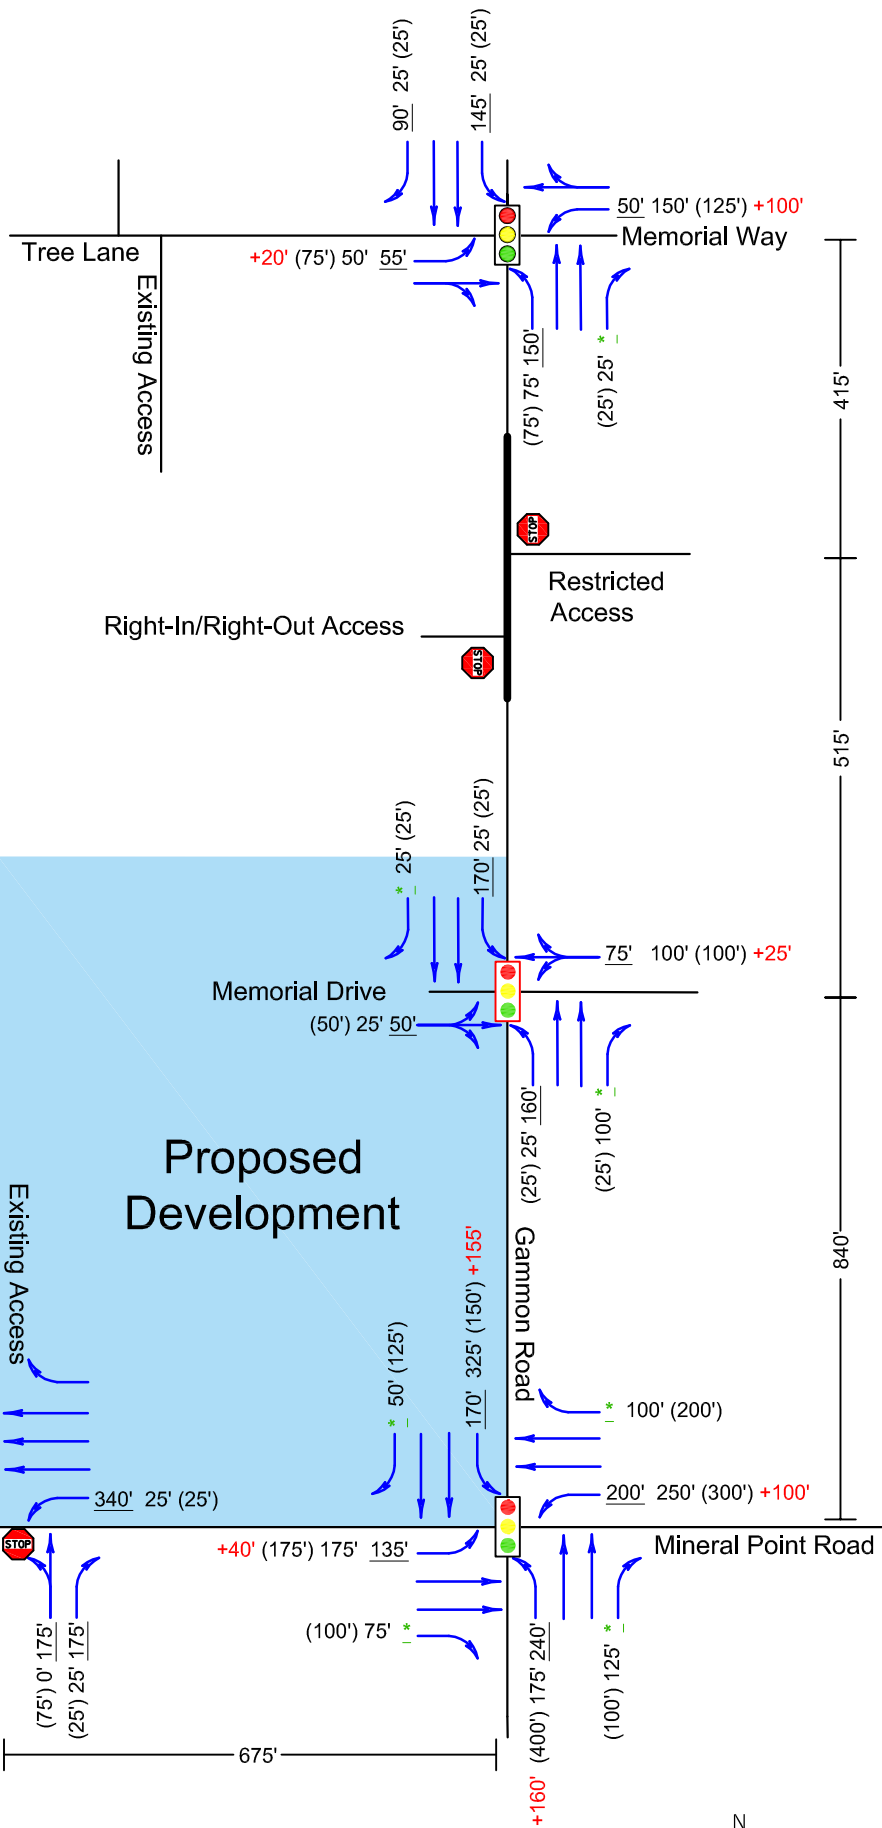 90' 25' (25')
145' 25' (25')
50' 150' (125') +100'
Memorial Way
Tree Lane
+20' (75') 50' 55'
Existing Access
(75') 75' 150'
(25') 25' *
415'
STOP
Restricted
Access
Right-In/Right-Out Access
STOP
515'
* 25' (25')
170' 25' (25')
75' 100' (100') +25'
Memorial Drive
(50') 25' 50'
(25') 25' 160'
(25') 100' *
Proposed
Development
Existing Access
Gammon Road
840'
* 50' (125')
170' 325' (150') +155'
* 100' (200')
340' 25' (25')
200' 250' (300') +100'
STOP
+40' (175') 175' 135'
Mineral Point Road
(100') 75' *
(75') 0' 175'
(25') 25' 175'
+160' (400') 175' 240'
(100') 125' *
675'
N